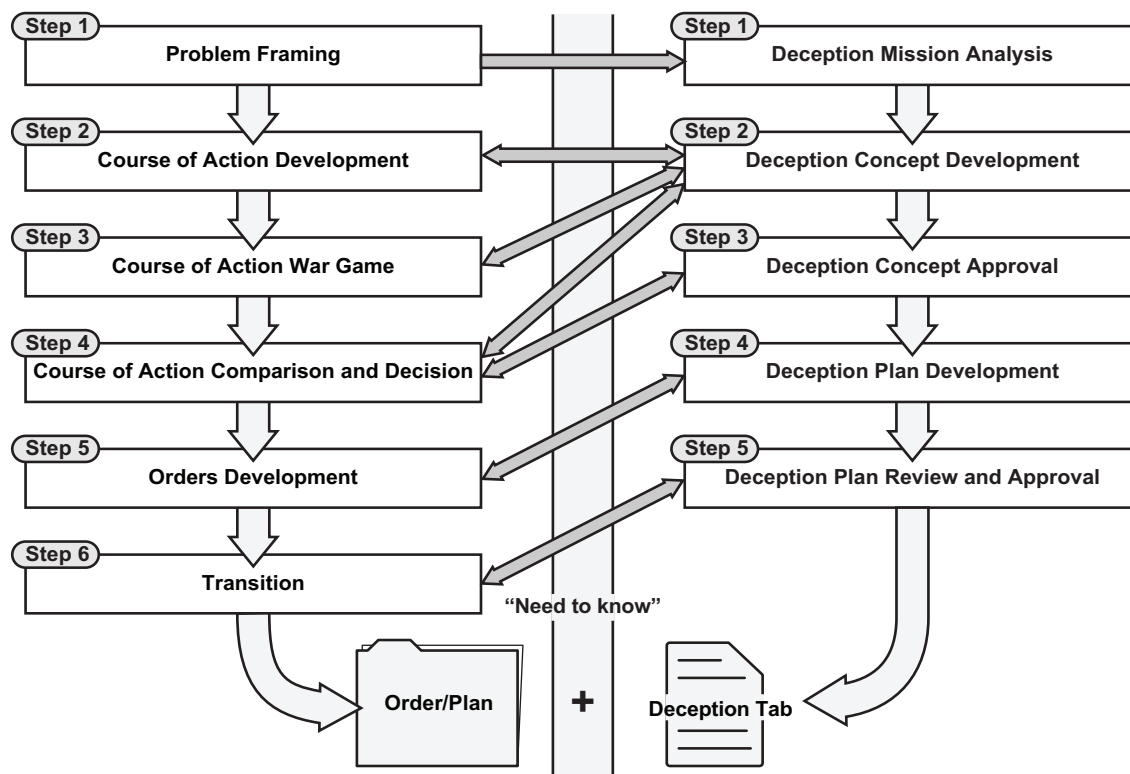 Step 1
Problem Framing
Step 2
Course of Action Development
Step 3
Course of Action War Game
Step 4
Course of Action Comparison and Decision
Step 5
Orders Development
Step 6
Transition
Order/Plan
“Need to know”
+
Step 1
Deception Mission Analysis
Step 2
Deception Concept Development
Step 3
Deception Concept Approval
Step 4
Deception Plan Development
Step 5
Deception Plan Review and Approval
Deception Tab